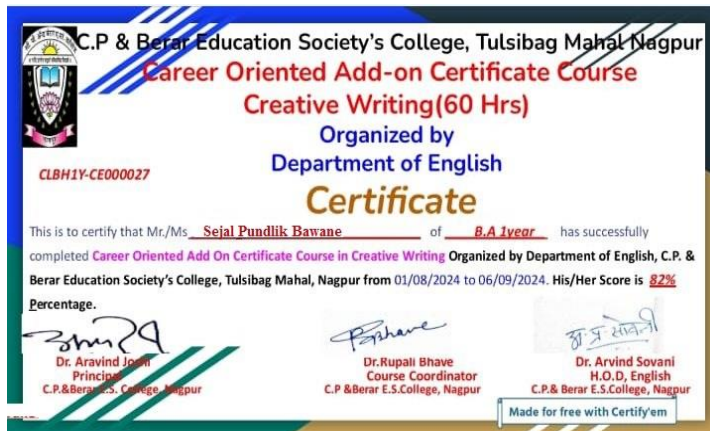 C.P & Berar Education Society's College, Tulsibag Mahal Nagpur
Career Oriented Add-on Certificate Course
Creative Writing(60 Hrs)
Organized by
Department of English
CLBH1Y-CE000027
Certificate
This is to certify that Mr./Ms Sejal Pundlik Bawane of B.A 1year has successfully
completed Career Oriented Add On Certificate Course in Creative Writing Organized by Department of English, C.P. &
Berar Education Society's College, Tulsibag Mahal, Nagpur from 01/08/2024 to 06/09/2024. His/Her Score is 82%
Percentage.
Dr. Aravind Joshi
Principal
C.P.&Berar E.S. College, Nagpur
Dr.Rupali Bhave
Course Coordinator
C.P &Berar E.S.College, Nagpur
Dr. Arvind Sovani
H.O.D, English
C.P.& Berar E.S.College, Nagpur
Made for free with Certify'em